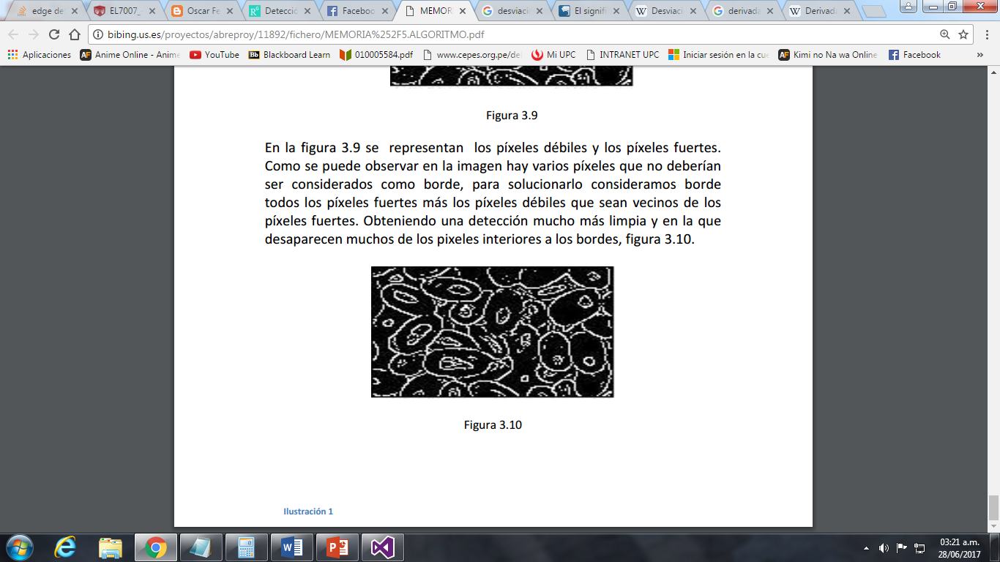 edge de
EL7007_
Oscar Fe
Detecció
Faceboo
MEMOR
desviació
El signifi
Desviaci
derivada
Derivada
bibing.us.es/proyectos/abreproy/11892/fichero/MEMORIA%252F5.ALGORITMO.pdf
Aplicaciones
Anime Online - Anime
YouTube
Blackboard Learn
010005584.pdf
www.cepes.org.pe/de
Mi UPC
INTRANET UPC
Iniciar sesión en la cue
Kimi no Na wa Online
Facebook
»
Figura 3.9
En la figura 3.9 se representan los píxeles débiles y los píxeles fuertes.
Como se puede observar en la imagen hay varios píxeles que no deberían
ser considerados como borde, para solucionarlo consideramos borde
todos los píxeles fuertes más los píxeles débiles que sean vecinos de los
píxeles fuertes. Obteniendo una detección mucho más limpia y en la que
desaparecen muchos de los pixeles interiores a los bordes, figura 3.10.
Figura 3.10
Ilustración 1
03:21 a.m.
28/06/2017